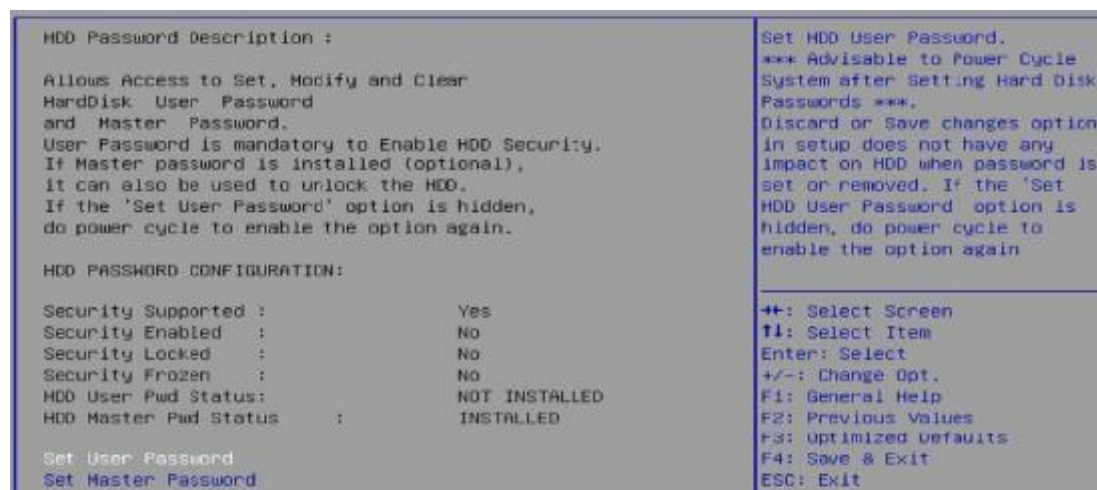 HDD Password Description :
Allows Access to Set, Modify and Clear
HardDisk User Password
and Master Password.
User Password is mandatory to Enable HDD Security.
If Master password is installed (optional),
it can also be used to unlock the HDD.
If the 'Set User Password' option is hidden,
do power cycle to enable the option again.
HDD PASSWORD CONFIGURATION:
Security Supported : Yes
Security Enabled : No
Security Locked : No
Security Frozen : No
HDD User Pwd Status: NOT INSTALLED
HDD Master Pwd Status : INSTALLED
Set User Password
Set Master Password
Set HDD User Password.
*** Advisable to Power Cycle
System after Setting Hard Disk
Passwords ***.
Discard or Save changes option
in setup does not have any
impact on HDD when password is
set or removed. If the 'Set
HDD User Password' option is
hidden, do power cycle to
enable the option again
→←: Select Screen
↑↓: Select Item
Enter: Select
+/-: Change Opt.
F1: General Help
F2: Previous Values
F3: Optimized Defaults
F4: Save & Exit
ESC: Exit